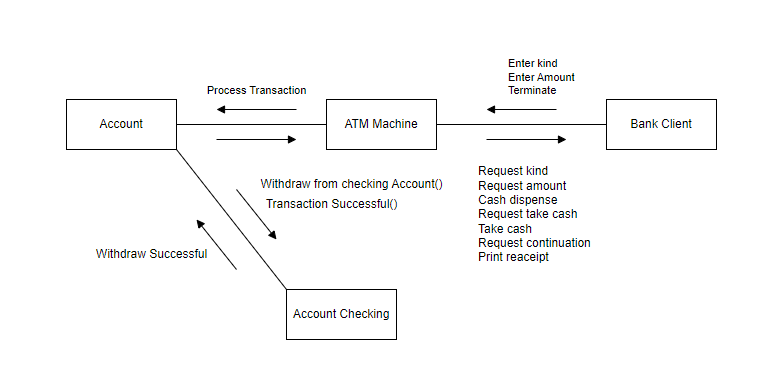 Enter kind
Enter Amount
Terminate
Process Transaction
Account
ATM Machine
Bank Client
Request kind
Request amount
Cash dispense
Request take cash
Take cash
Request continuation
Print reaceipt
Withdraw from checking Account()
Transaction Successful()
Withdraw Successful
Account Checking